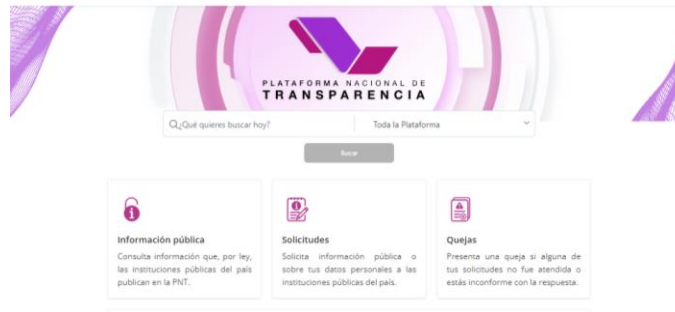 PLATAFORMA NACIONAL DE
TRANSPARENCIA
¿Qué quieres buscar hoy?
Toda la Plataforma
Buscar
Información pública
Consulta información que, por ley,
las instituciones públicas del país
publican en la PNT.
Solicitudes
Solicita información pública o
sobre tus datos personales a las
instituciones públicas del país.
Quejas
Presenta una queja si alguna de
tus solicitudes no fue atendida o
estás inconforme con la respuesta.